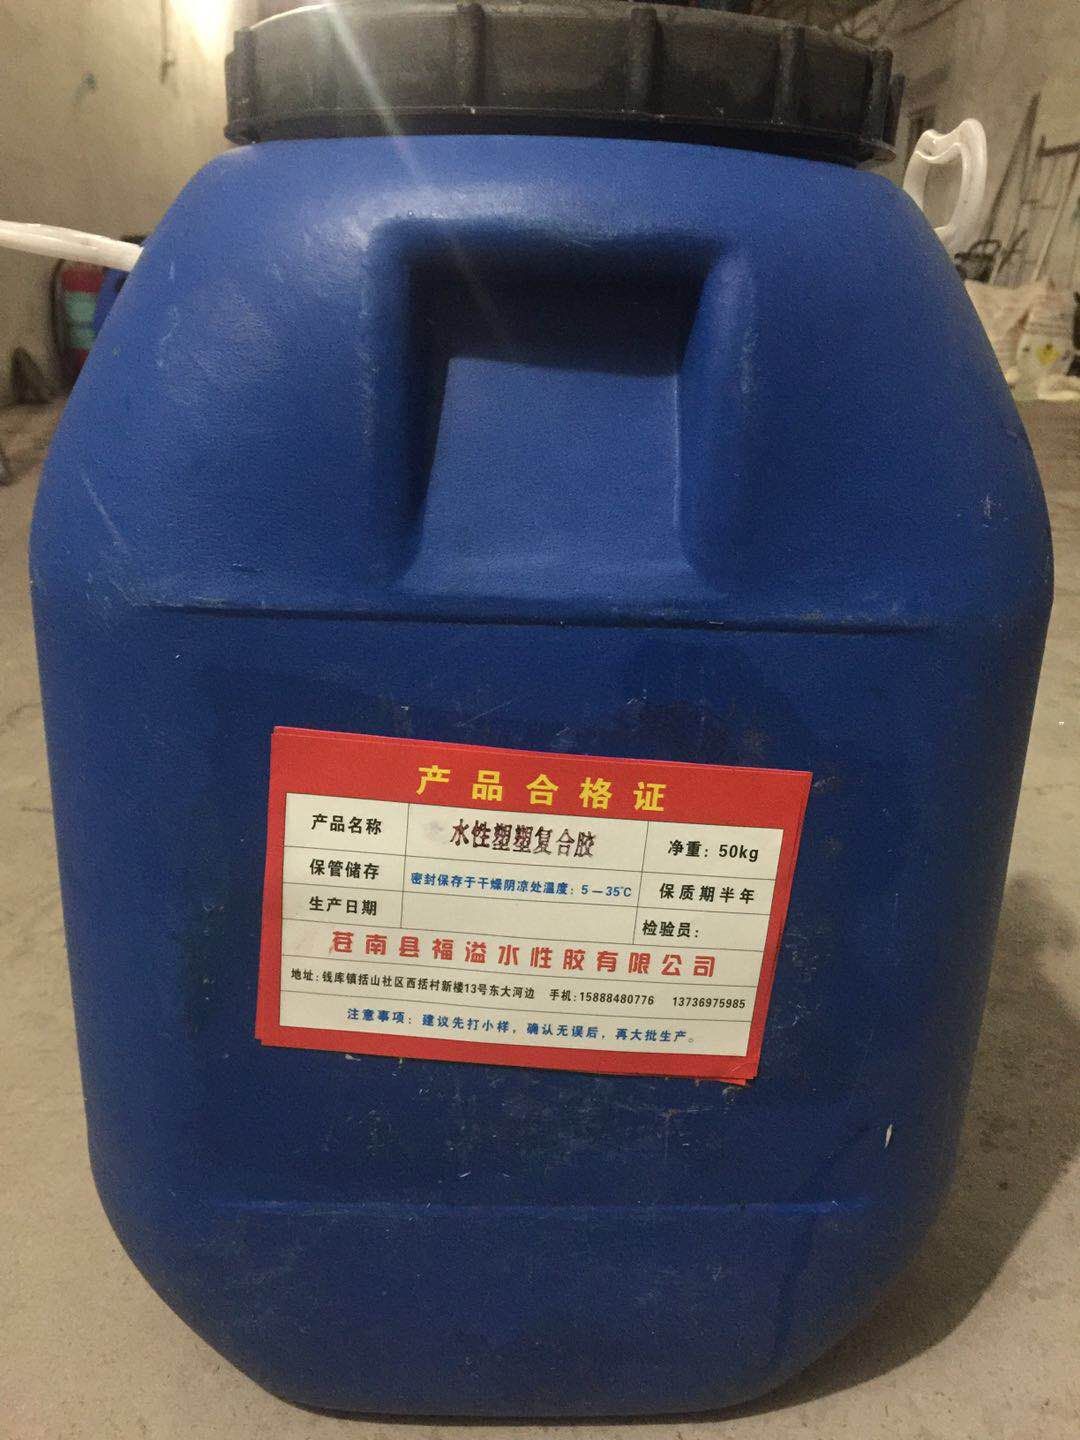 产品合格证
产品名称 水性塑塑复合胶 净重：50kg
保管储存 密封保存于干燥阴凉处温度：5－35℃ 保质期半年
生产日期 检验员：
苍南县福溢水性胶有限公司
地址：钱库镇括山社区西括村新楼13号东大河边 手机：15888480776 13736975985
注意事项：建议先打小样，确认无误后，再大批生产。